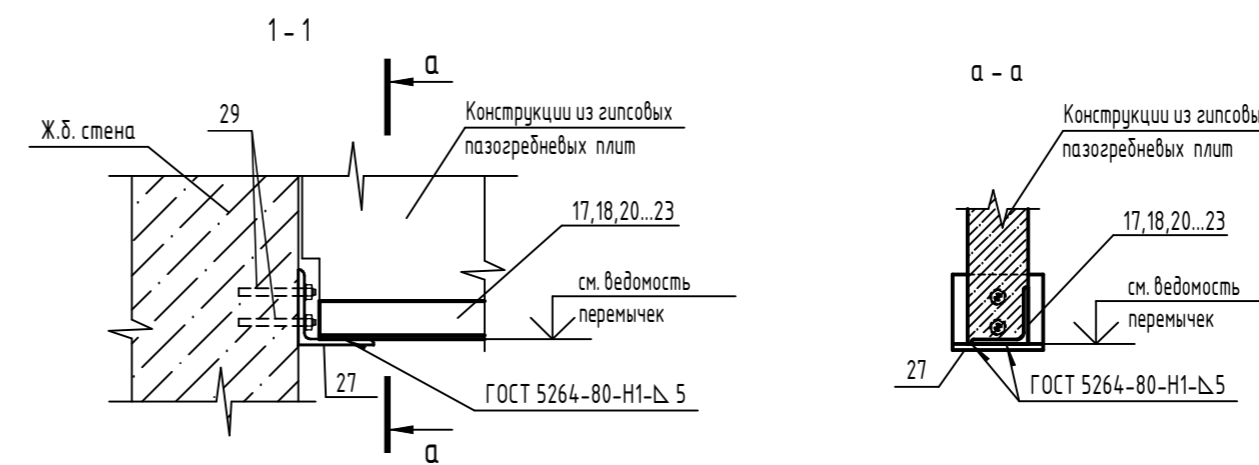 1 - 1
а
Ж.б. стена
29
Конструкции из гипсовых
пазогребневых плит
17,18,20...23
см. ведомость
перемычек
27
ГОСТ 5264-80-Н1-⊿ 5
а
а - а
Конструкции из гипсовы
пазогребневых плит
17,18,20...23
см. ведомость
перемычек
27
ГОСТ 5264-80-Н1-⊿5